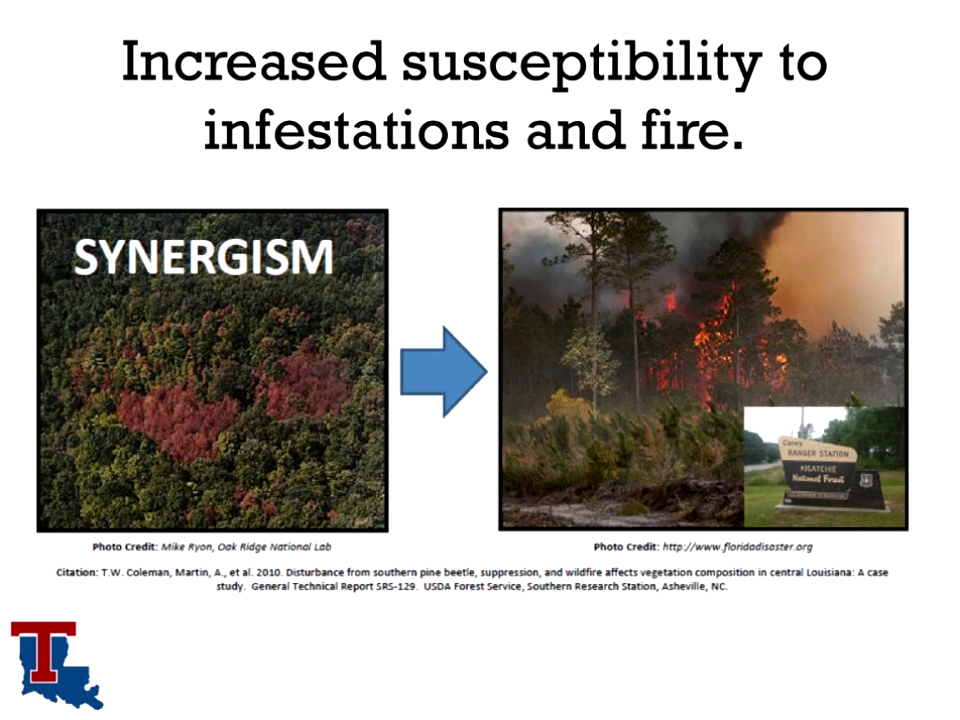 Increased susceptibility to
infestations and fire.
SYNERGISM
Caney
RANGER STATION
KISATCHIE
National Forest
Photo Credit: Mike Ryon, Oak Ridge National Lab
Photo Credit: http://www.floridadisaster.org
Citation: T.W. Coleman, Martin, A., et al. 2010. Disturbance from southern pine beetle, suppression, and wildfire affects vegetation composition in central Louisiana: A case
study. General Technical Report SRS-129. USDA Forest Service, Southern Research Station, Asheville, NC.
T